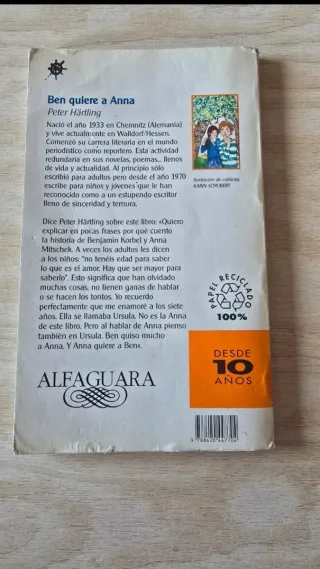 Ben quiere a Anna
Peter Härtling
Nació el año 1933 en Chemnitz (Alemania)
y vive actualmente en Walldorf/Hessen.
Comenzó su carrera literaria en el mundo
periodístico como reportero. Esta actividad
redundaría en sus novelas, poemas... llenos
de vida y actualidad. Al principio sólo
escribió para adultos pero desde el año 1970
escribe para niños y jóvenes que le han
reconocido como a un estupendo escritor
lleno de sinceridad y ternura.
Ilustración de cubierta:
KARIN SCHUBERT
Dice Peter Härtling sobre este libro: «Quiero
explicar en pocas frases por qué cuento
la historia de Benjamin Korbel y Anna
Mitschek. A veces los adultos les dicen
a los niños: "no tenéis edad para saber
lo que es el amor. Hay que ser mayor para
saberlo". Esto significa que han olvidado
muchas cosas, no tienen ganas de hablar
o se hacen los tontos. Yo recuerdo
perfectamente que me enamoré a los siete
años. Ella se llamaba Ursula. No es la Anna
de este libro. Pero al hablar de Anna pienso
también en Ursula. Ben quiso mucho
a Anna. Y Anna quiere a Ben».
PAPEL RECICLADO
100%
DESDE
10
AÑOS
ALFAGUARA
9 788420 447704